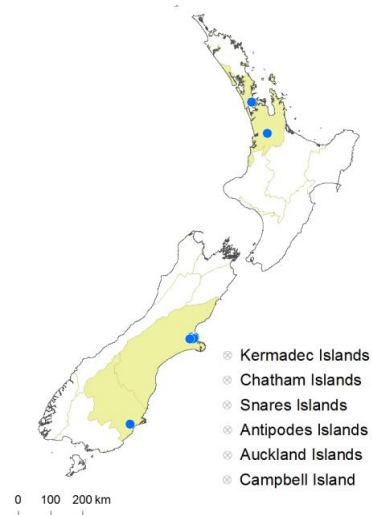 Kermadec Islands
Chatham Islands
Snares Islands
Antipodes Islands
Auckland Islands
Campbell Island
0 100 200 km